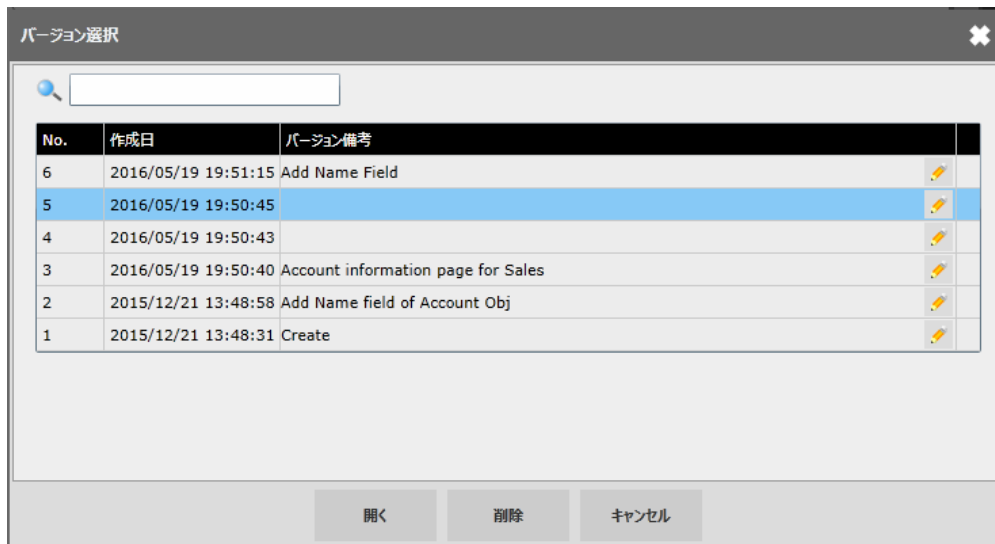 バージョン選択
No. 作成日 バージョン備考
6 2016/05/19 19:51:15 Add Name Field
5 2016/05/19 19:50:45
4 2016/05/19 19:50:43
3 2016/05/19 19:50:40 Account information page for Sales
2 2015/12/21 13:48:58 Add Name field of Account Obj
1 2015/12/21 13:48:31 Create
開く 削除 キャンセル